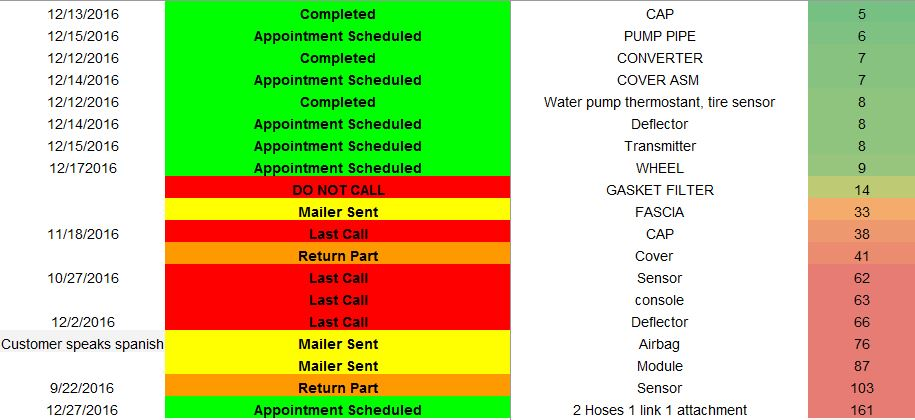 12/13/2016 Completed CAP 5
12/15/2016 Appointment Scheduled PUMP PIPE 6
12/12/2016 Completed CONVERTER 7
12/14/2016 Appointment Scheduled COVER ASM 7
12/12/2016 Completed Water pump thermostant, tire sensor 8
12/14/2016 Appointment Scheduled Deflector 8
12/15/2016 Appointment Scheduled Transmitter 8
12/172016 Appointment Scheduled WHEEL 9
DO NOT CALL GASKET FILTER 14
Mailer Sent FASCIA 33
11/18/2016 Last Call CAP 38
Return Part Cover 41
10/27/2016 Last Call Sensor 62
Last Call console 63
12/2/2016 Last Call Deflector 66
Customer speaks spanish Mailer Sent Airbag 76
Mailer Sent Module 87
9/22/2016 Return Part Sensor 103
12/27/2016 Appointment Scheduled 2 Hoses 1 link 1 attachment 161